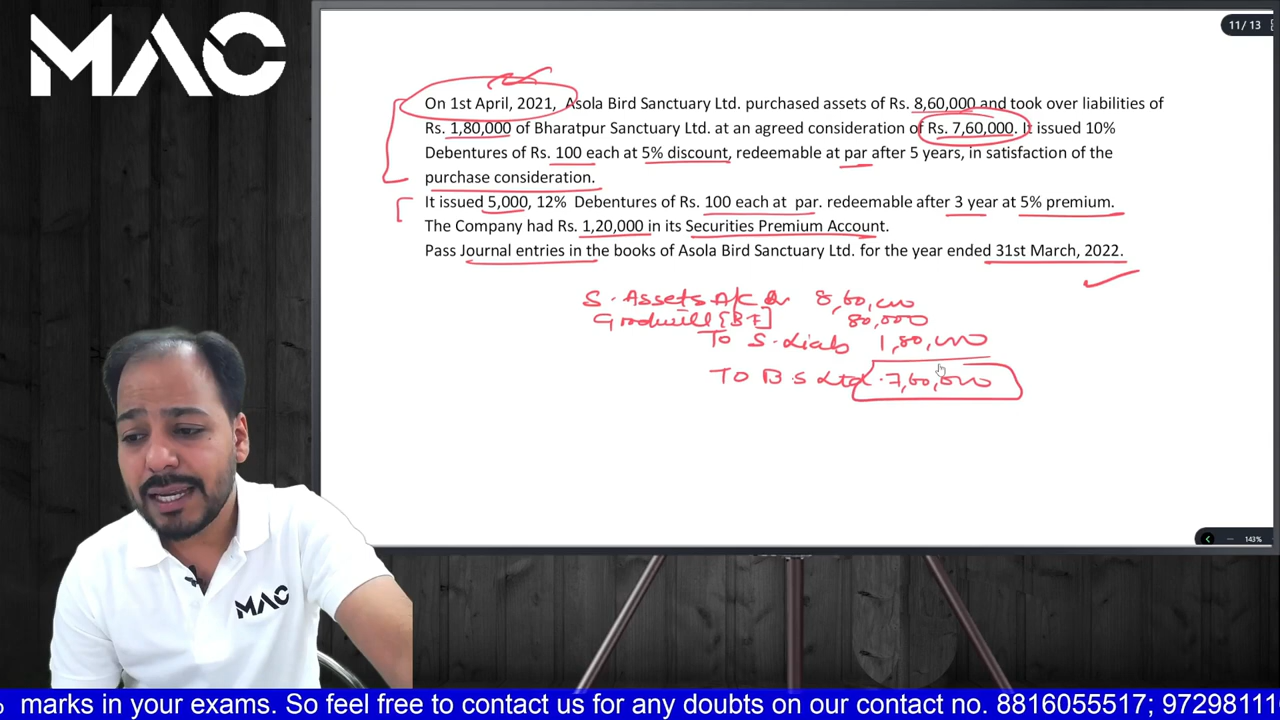 MAC
11 / 13
On 1st April, 2021, Asola Bird Sanctuary Ltd. purchased assets of Rs. 8,60,000 and took over liabilities of
Rs. 1,80,000 of Bharatpur Sanctuary Ltd. at an agreed consideration of Rs. 7,60,000. It issued 10%
Debentures of Rs. 100 each at 5% discount, redeemable at par after 5 years, in satisfaction of the
purchase consideration.
It issued 5,000, 12% Debentures of Rs. 100 each at par. redeemable after 3 year at 5% premium.
The Company had Rs. 1,20,000 in its Securities Premium Account.
Pass Journal entries in the books of Asola Bird Sanctuary Ltd. for the year ended 31st March, 2022.
S. Assets A/C Dr 8,60,000
Goodwill [BF] 80,000
To S. Liab 1,80,000
To B.S Ltd. 7,60,000
143%
MAC
marks in your exams. So feel free to contact us for any doubts on our contact no. 8816055517; 97298111